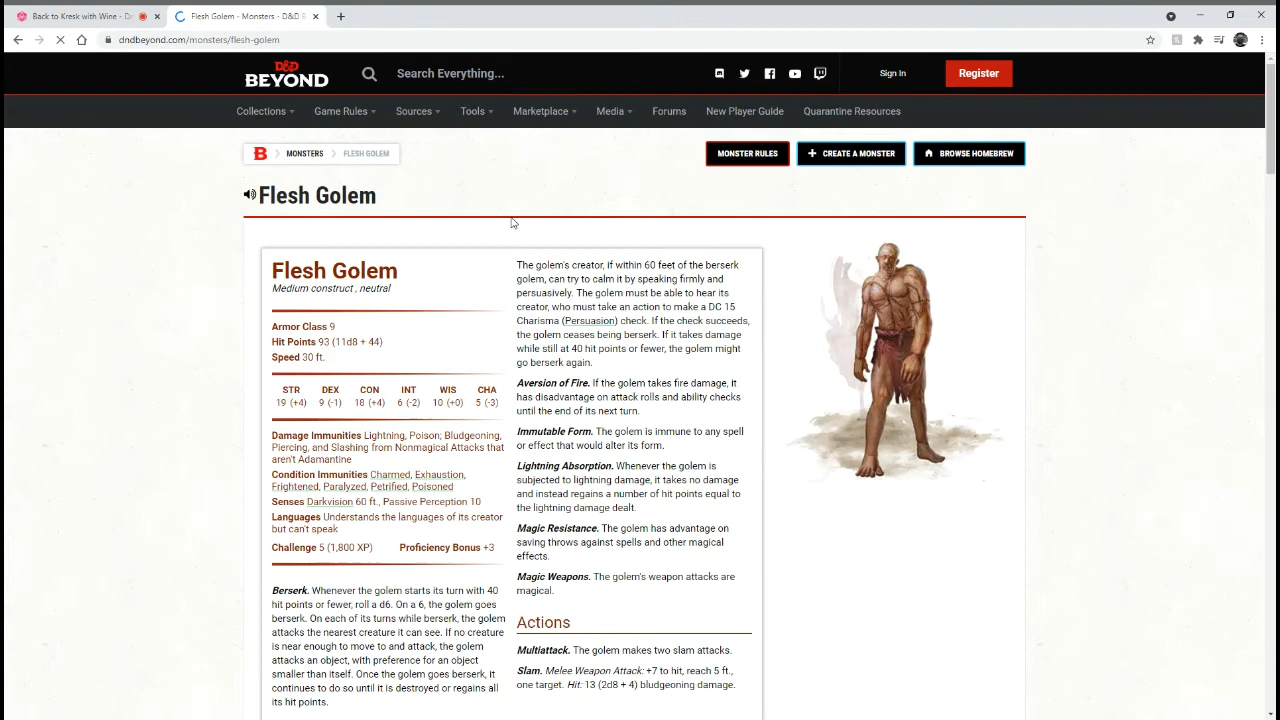 Back to Kresk with Wine - D
Flesh Golem - Monsters - D&D B
dndbeyond.com/monsters/flesh-golem
D&D
BEYOND
Search Everything...
Sign In
Register
Collections
Game Rules
Sources
Tools
Marketplace
Media
Forums
New Player Guide
Quarantine Resources
B
MONSTERS
FLESH GOLEM
MONSTER RULES
CREATE A MONSTER
BROWSE HOMEBREW
Flesh Golem
Flesh Golem
Medium construct , neutral
Armor Class 9
Hit Points 93 (11d8 + 44)
Speed 30 ft.
STR DEX CON INT WIS CHA
19 (+4) 9 (-1) 18 (+4) 6 (-2) 10 (+0) 5 (-3)
Damage Immunities Lightning, Poison; Bludgeoning,
Piercing, and Slashing from Nonmagical Attacks that
aren't Adamantine
Condition Immunities Charmed, Exhaustion,
Frightened, Paralyzed, Petrified, Poisoned
Senses Darkvision 60 ft., Passive Perception 10
Languages Understands the languages of its creator
but can't speak
Challenge 5 (1,800 XP) Proficiency Bonus +3
Berserk. Whenever the golem starts its turn with 40
hit points or fewer, roll a d6. On a 6, the golem goes
berserk. On each of its turns while berserk, the golem
attacks the nearest creature it can see. If no creature
is near enough to move to and attack, the golem
attacks an object, with preference for an object
smaller than itself. Once the golem goes berserk, it
continues to do so until it is destroyed or regains all
its hit points.
The golem's creator, if within 60 feet of the berserk
golem, can try to calm it by speaking firmly and
persuasively. The golem must be able to hear its
creator, who must take an action to make a DC 15
Charisma (Persuasion) check. If the check succeeds,
the golem ceases being berserk. If it takes damage
while still at 40 hit points or fewer, the golem might
go berserk again.
Aversion of Fire. If the golem takes fire damage, it
has disadvantage on attack rolls and ability checks
until the end of its next turn.
Immutable Form. The golem is immune to any spell
or effect that would alter its form.
Lightning Absorption. Whenever the golem is
subjected to lightning damage, it takes no damage
and instead regains a number of hit points equal to
the lightning damage dealt.
Magic Resistance. The golem has advantage on
saving throws against spells and other magical
effects.
Magic Weapons. The golem's weapon attacks are
magical.
Actions
Multiattack. The golem makes two slam attacks.
Slam. Melee Weapon Attack: +7 to hit, reach 5 ft.,
one target. Hit: 13 (2d8 + 4) bludgeoning damage.